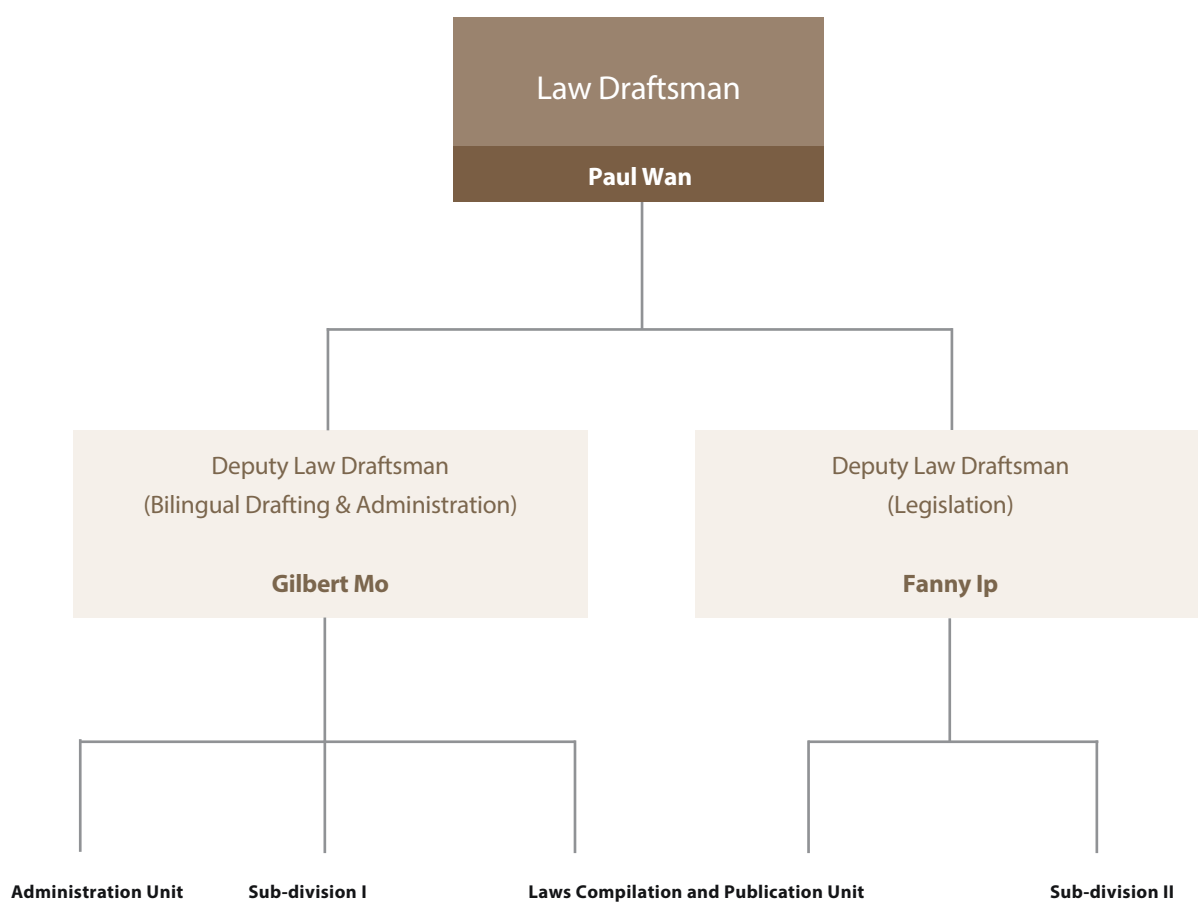 Law Draftsman
Paul Wan
Deputy Law Draftsman
(Bilingual Drafting & Administration)
Gilbert Mo
Deputy Law Draftsman
(Legislation)
Fanny Ip
Administration Unit
Sub-division I
Laws Compilation and Publication Unit
Sub-division II